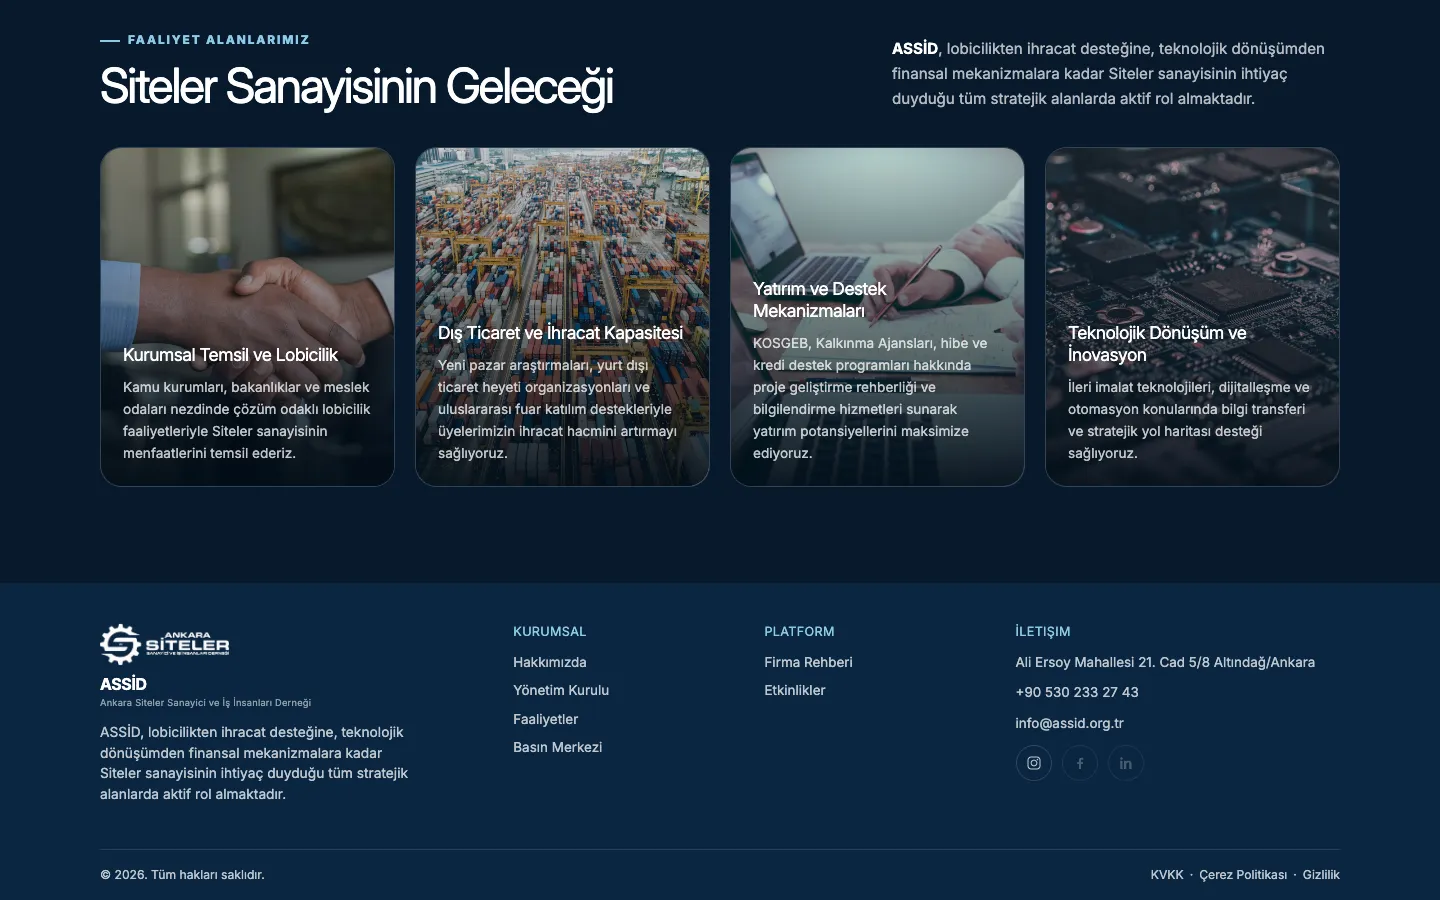 FAALIYET ALANLARIMIZ
Siteler Sanayisinin Geleceği
ASSİD, lobicilikten ihracat desteğine, teknolojik dönüşümden
finansal mekanizmalara kadar Siteler sanayisinin ihtiyaç
duyduğu tüm stratejik alanlarda aktif rol almaktadır.
Kurumsal Temsil ve Lobicilik
Kamu kurumları, bakanlıklar ve meslek
odaları nezdinde çözüm odaklı lobicilik
faaliyetleriyle Siteler sanayisinin
menfaatlerini temsil ederiz.
Dış Ticaret ve İhracat Kapasitesi
Yeni pazar araştırmaları, yurt dışı
ticaret heyeti organizasyonları ve
uluslararası fuar katılım destekleriyle
üyelerimizin ihracat hacmini artırmayı
sağlıyoruz.
Yatırım ve Destek
Mekanizmaları
KOSGEB, Kalkınma Ajansları, hibe ve
kredi destek programları hakkında
proje geliştirme rehberliği ve
bilgilendirme hizmetleri sunarak
yatırım potansiyellerini maksimize
ediyoruz.
Teknolojik Dönüşüm ve
İnovasyon
İleri imalat teknolojileri, dijitalleşme ve
otomasyon konularında bilgi transferi
ve stratejik yol haritası desteği
sağlıyoruz.
ANKARA
SİTELER
ASSİD
Ankara Siteler Sanayici ve İş İnsanları Derneği
ASSİD, lobicilikten ihracat desteğine, teknolojik
dönüşümden finansal mekanizmalara kadar
Siteler sanayisinin ihtiyaç duyduğu tüm stratejik
alanlarda aktif rol almaktadır.
KURUMSAL
Hakkımızda
Yönetim Kurulu
Faaliyetler
Basın Merkezi
PLATFORM
Firma Rehberi
Etkinlikler
İLETIŞIM
Ali Ersoy Mahallesi 21. Cad 5/8 Altındağ/Ankara
+90 530 233 27 43
info@assid.org.tr
© 2026. Tüm hakları saklıdır.
KVKK · Çerez Politikası · Gizlilik